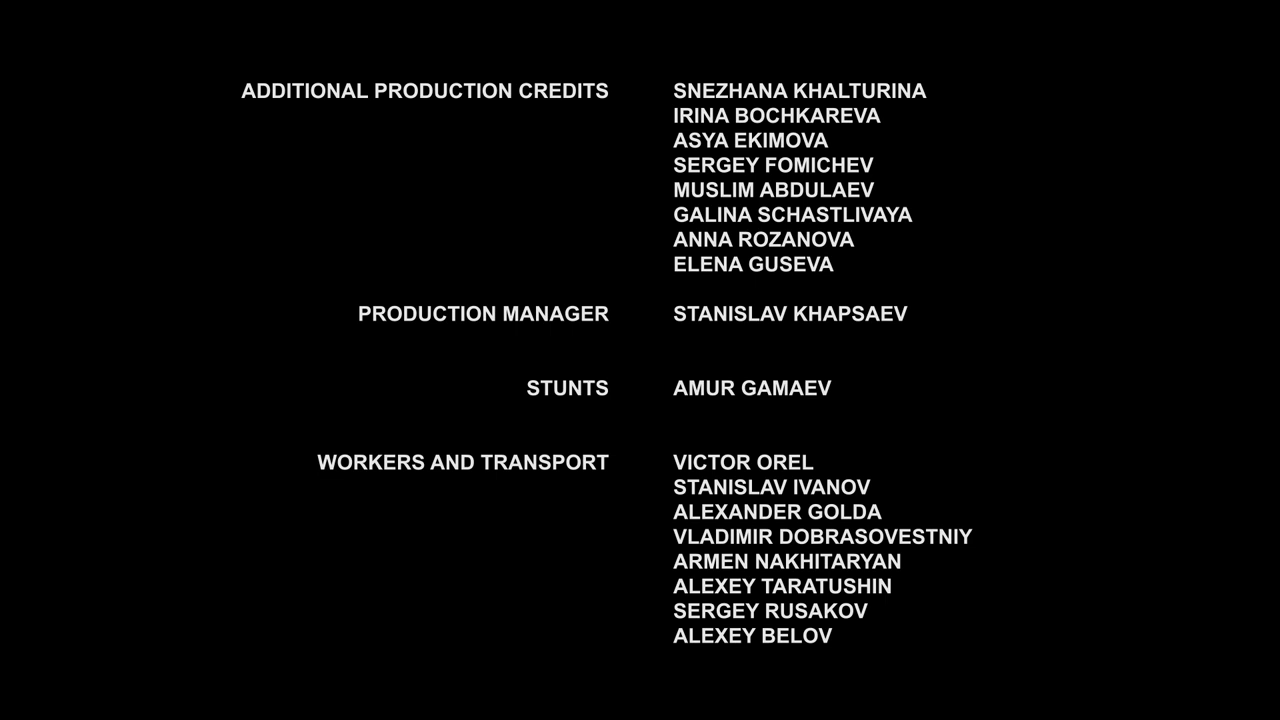 ADDITIONAL PRODUCTION CREDITS SNEZHANA KHALTURINA
IRINA BOCHKAREVA
ASYA EKIMOVA
SERGEY FOMICHEV
MUSLIM ABDULAEV
GALINA SCHASTLIVAYA
ANNA ROZANOVA
ELENA GUSEVA
PRODUCTION MANAGER STANISLAV KHAPSAEV
STUNTS AMUR GAMAEV
WORKERS AND TRANSPORT VICTOR OREL
STANISLAV IVANOV
ALEXANDER GOLDA
VLADIMIR DOBRASOVESTNIY
ARMEN NAKHITARYAN
ALEXEY TARATUSHIN
SERGEY RUSAKOV
ALEXEY BELOV